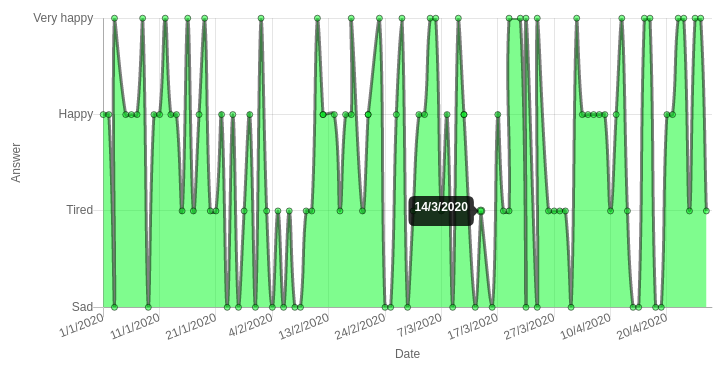 Very happy
Happy
Tired
Sad
Answer
14/3/2020
1/1/2020
11/1/2020
21/1/2020
4/2/2020
13/2/2020
24/2/2020
7/3/2020
17/3/2020
27/3/2020
10/4/2020
20/4/2020
Date